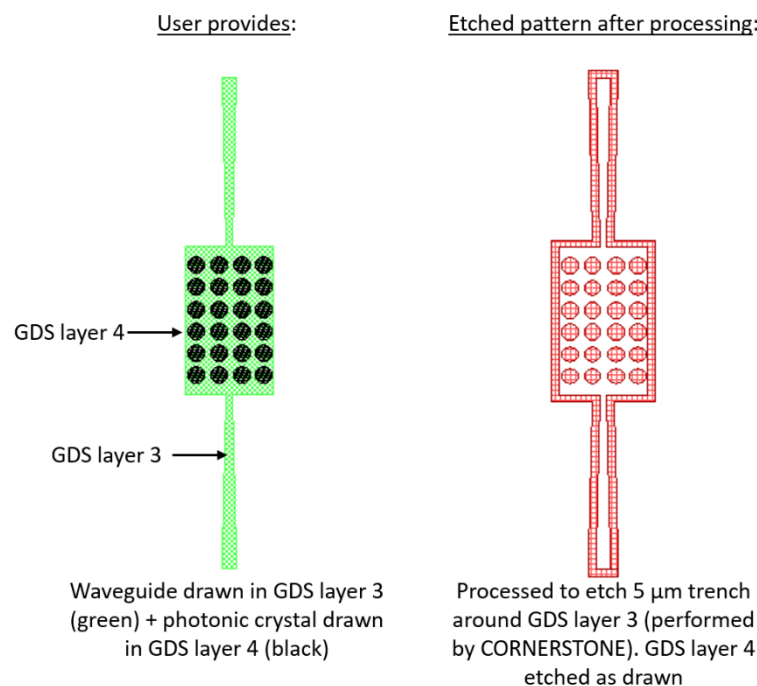 User provides:
Etched pattern after processing:
GDS layer 4
GDS layer 3
Waveguide drawn in GDS layer 3
(green) + photonic crystal drawn
in GDS layer 4 (black)
Processed to etch 5 µm trench
around GDS layer 3 (performed
by CORNERSTONE). GDS layer 4
etched as drawn